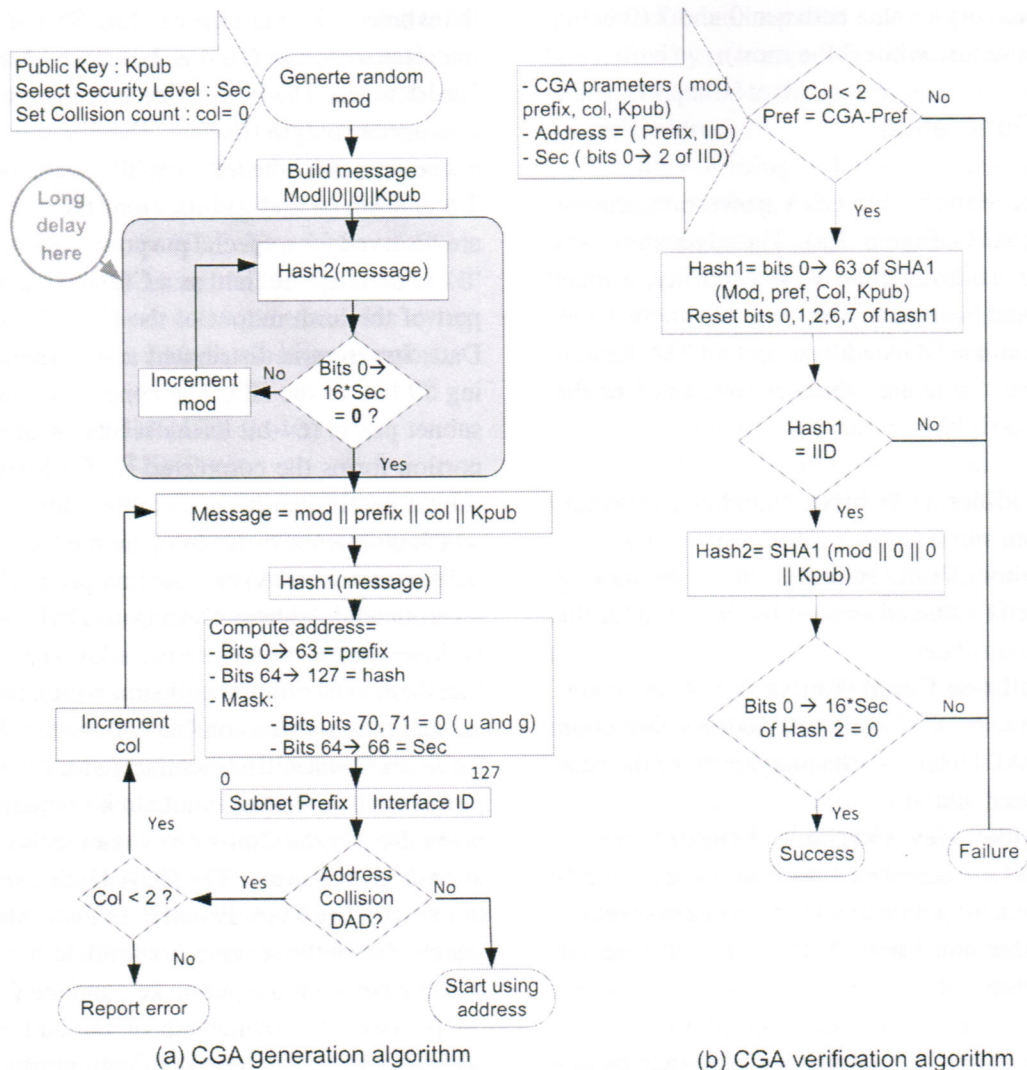 Public Key : Kpub
Select Security Level : Sec
Set Collision count : col= 0
Generte random
mod
Build message
Mod||0||0||Kpub
Long
delay
here
Hash2(message)
Increment
mod
No
Bits 0→
16*Sec
= 0 ?
Yes
Message = mod || prefix || col || Kpub
Hash1(message)
Compute address=
- Bits 0→ 63 = prefix
- Bits 64→ 127 = hash
- Mask:
- Bits bits 70, 71 = 0 ( u and g)
- Bits 64→ 66 = Sec
Increment
col
0
127
Subnet Prefix
Interface ID
Yes
Col < 2 ?
Yes
Address
Collision
DAD?
No
No
Report error
Start using
address
(a) CGA generation algorithm
- CGA prameters ( mod,
prefix, col, Kpub)
- Address = ( Prefix, IID)
- Sec ( bits 0→ 2 of IID)
Col < 2
Pref = CGA-Pref
No
Yes
Hash1= bits 0→ 63 of SHA1
(Mod, pref, Col, Kpub)
Reset bits 0,1,2,6,7 of hash1
Hash1
= IID
No
Yes
Hash2= SHA1 (mod || 0 || 0
|| Kpub)
Bits 0 → 16*Sec
of Hash 2 = 0
No
Yes
Success
Failure
(b) CGA verification algorithm